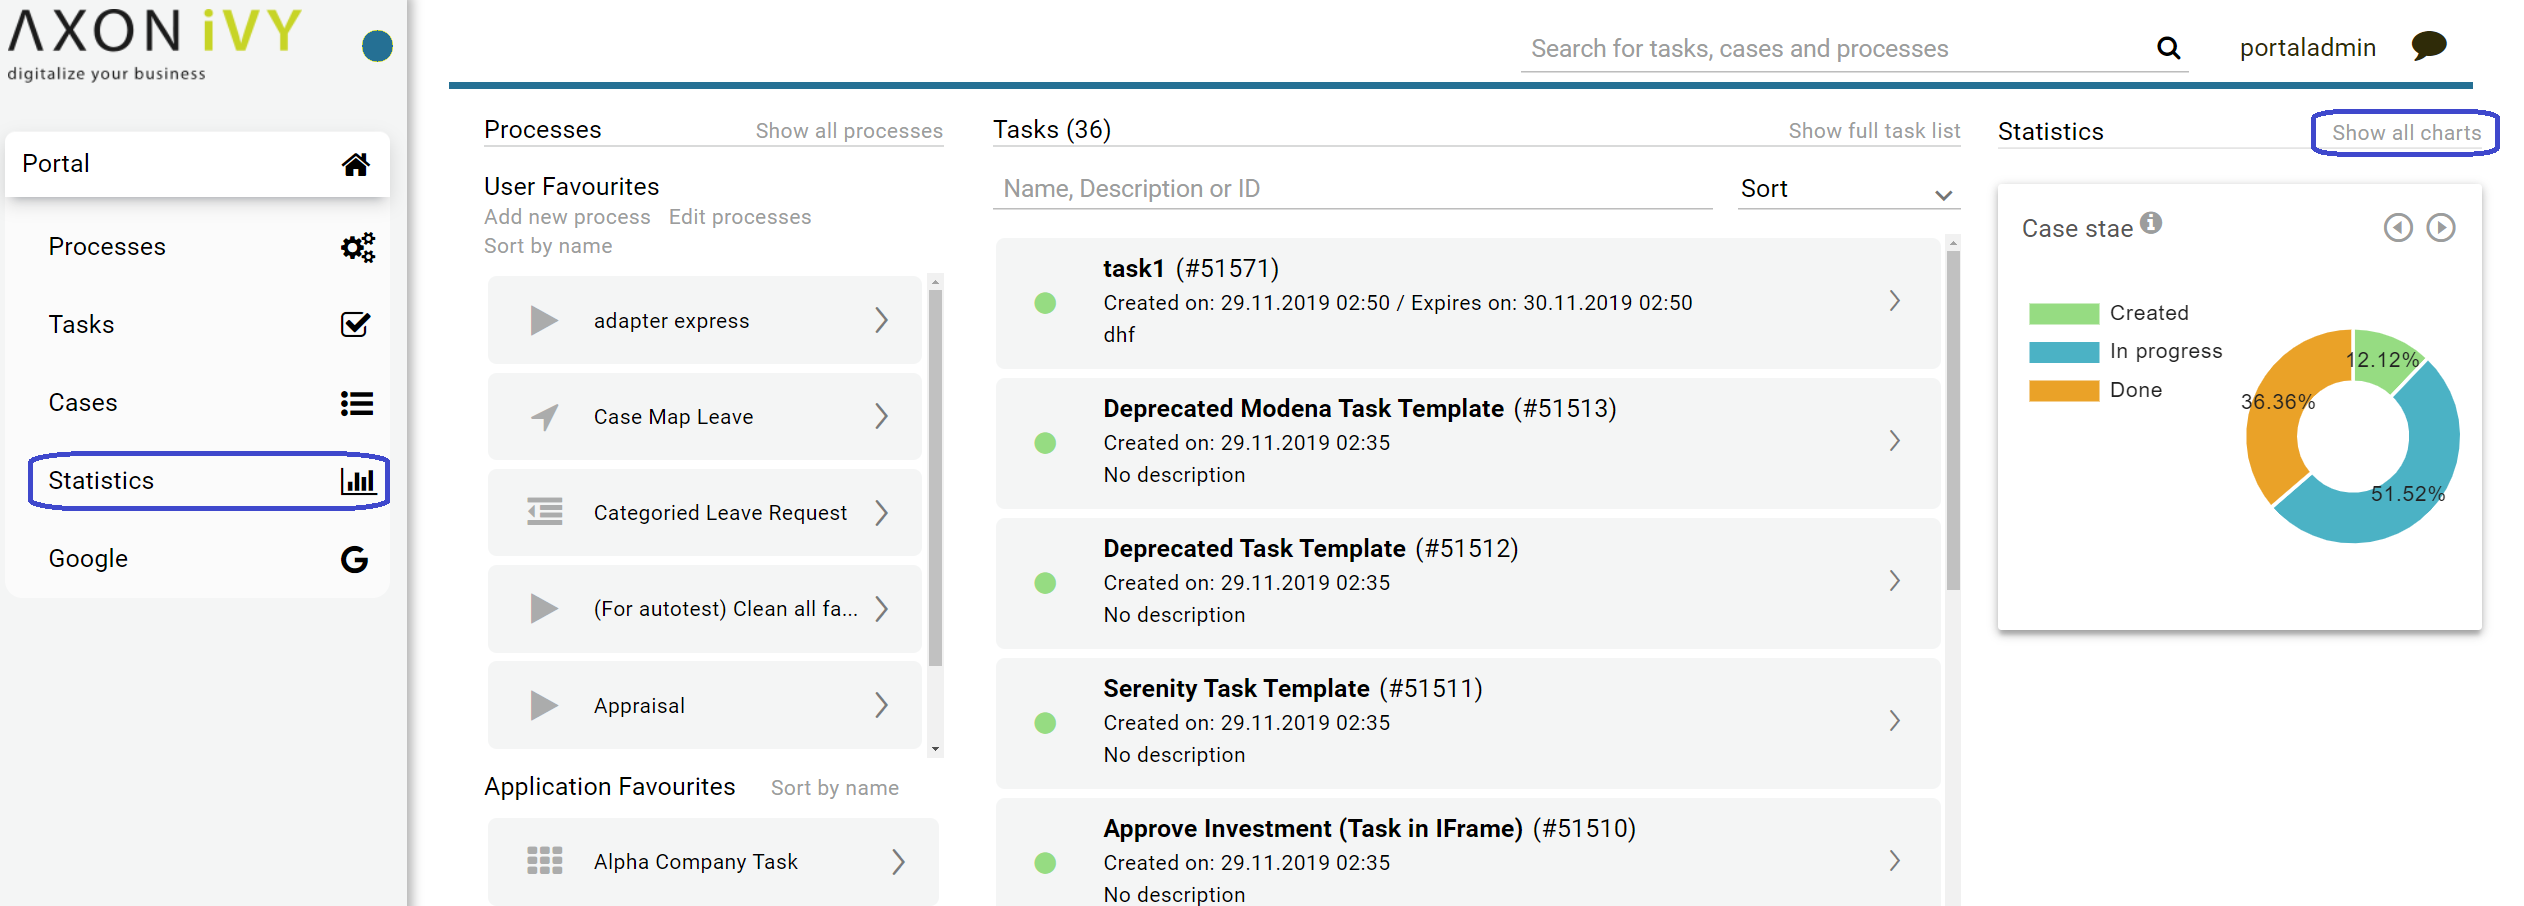 AXON iVY
digitalize your business
Portal
Processes
Tasks
Cases
Statistics
Google
Search for tasks, cases and processes
portaladmin
Processes
Show all processes
User Favourites
Add new process
Edit processes
Sort by name
adapter express
Case Map Leave
Categoried Leave Request
(For autotest) Clean all fa...
Appraisal
Application Favourites
Sort by name
Alpha Company Task
Tasks (36)
Show full task list
Name, Description or ID
Sort
task1 (#51571)
Created on: 29.11.2019 02:50 / Expires on: 30.11.2019 02:50
dhf
Deprecated Modena Task Template (#51513)
Created on: 29.11.2019 02:35
No description
Deprecated Task Template (#51512)
Created on: 29.11.2019 02:35
No description
Serenity Task Template (#51511)
Created on: 29.11.2019 02:35
No description
Approve Investment (Task in IFrame) (#51510)
Created on: 29.11.2019 02:35
No description
Statistics
Show all charts
Case stae
Created
In progress
Done
12.12%
36.36%
51.52%